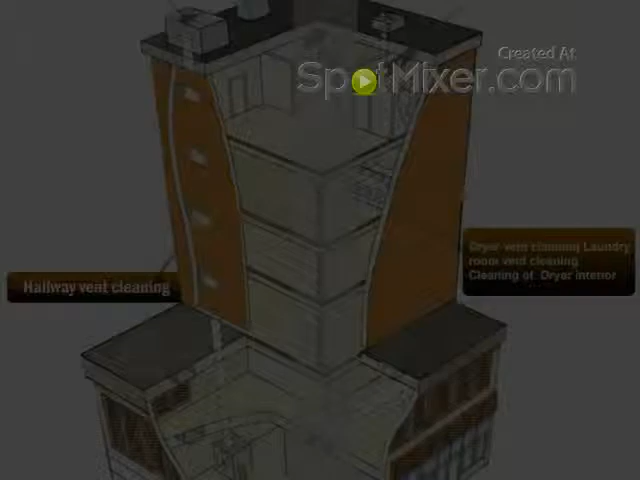 Created At
SpotMixer.com
Hallway vent cleaning
Dryer vent cleaning Laundry
room vent cleaning
Cleaning of Dryer interior